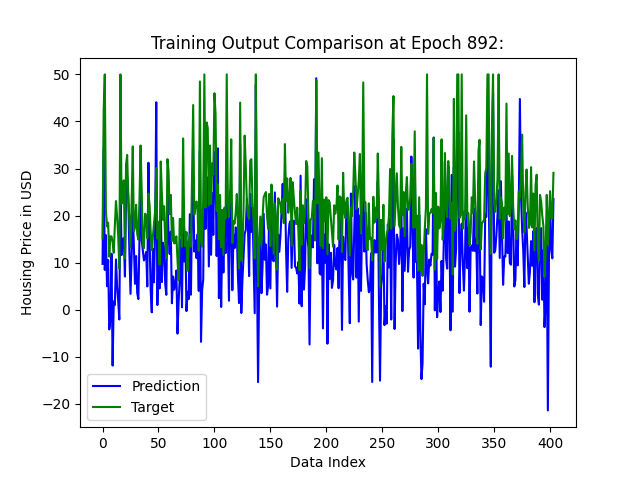 Training Output Comparison at Epoch 892:
50
40
30
20
10
0
−10
−20
Housing Price in USD
Prediction
Target
0 50 100 150 200 250 300 350 400
Data Index